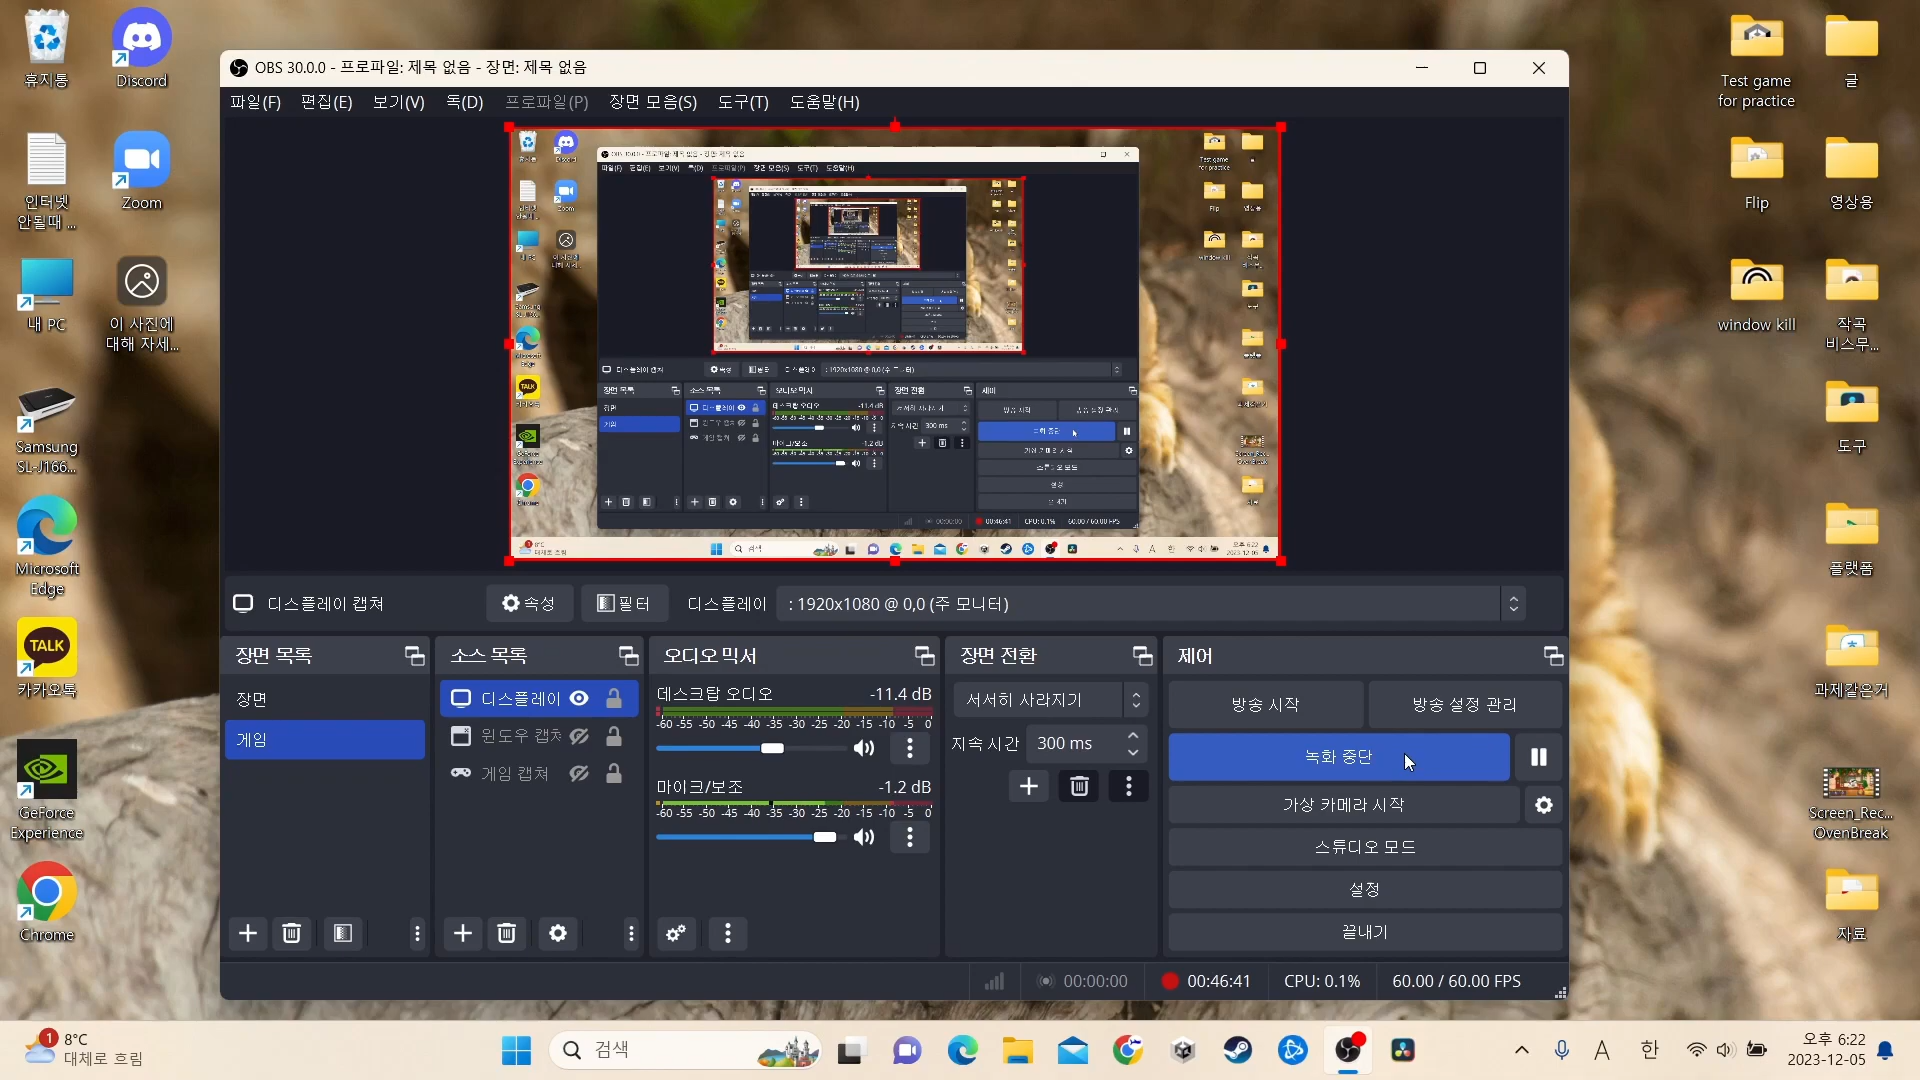 휴지통
Discord
인터넷
안될때 ...
Zoom
내 PC
이 사진에
대해 자세...
Samsung
SL-J166...
Microsoft
Edge
TALK
카카오톡
GeForce
Experience
Chrome
Test game
for practice
글
Flip
영상용
window kill
작곡
비스무...
도구
플랫폼
과제같은거
Screen_Rec...
OvenBreak
자료
OBS 30.0.0 - 프로파일: 제목 없음 - 장면: 제목 없음
파일(F) 편집(E) 보기(V) 독(D) 프로파일(P) 장면 모음(S) 도구(T) 도움말(H)
디스플레이 캡쳐 속성 필터 디스플레이 : 1920x1080 @ 0,0 (주 모니터)
장면 목록
장면
게임
소스 목록
디스플레이
윈도우 캡처
게임 캡쳐
오디오 믹서
데스크탑 오디오 -11.4 dB
-60 -55 -50 -45 -40 -35 -30 -25 -20 -15 -10 -5 0
마이크/보조 -1.2 dB
-60 -55 -50 -45 -40 -35 -30 -25 -20 -15 -10 -5 0
장면 전환
서서히 사라지기
지속 시간 300 ms
제어
방송 시작 방송 설정 관리
녹화 중단
가상 카메라 시작
스튜디오 모드
설정
끝내기
00:00:00 00:46:41 CPU: 0.1% 60.00 / 60.00 FPS
1 8°C
대체로 흐림
검색
A 한
오후 6:22
2023-12-05